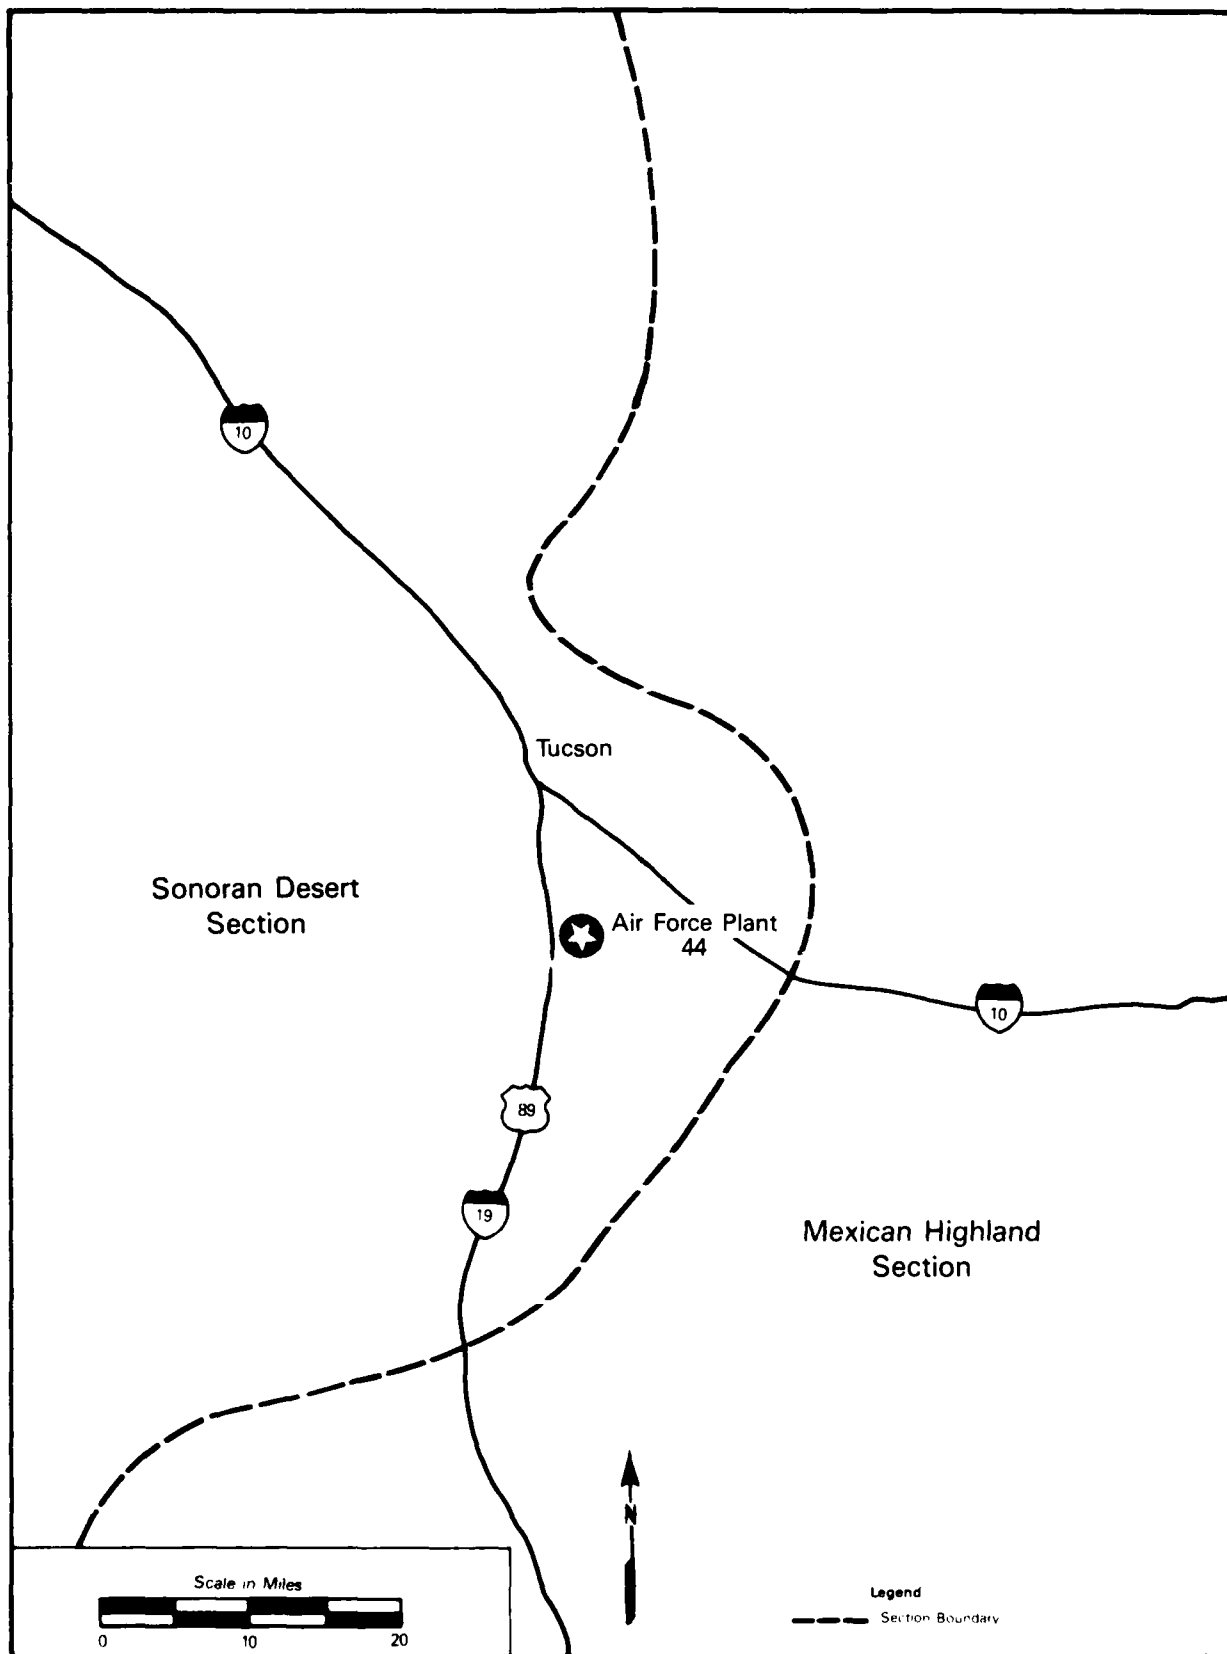 10
Tucson
Sonoran Desert
Section
Air Force Plant
44
10
89
19
Mexican Highland
Section
N
Scale in Miles
0 10 20
Legend
Section Boundary